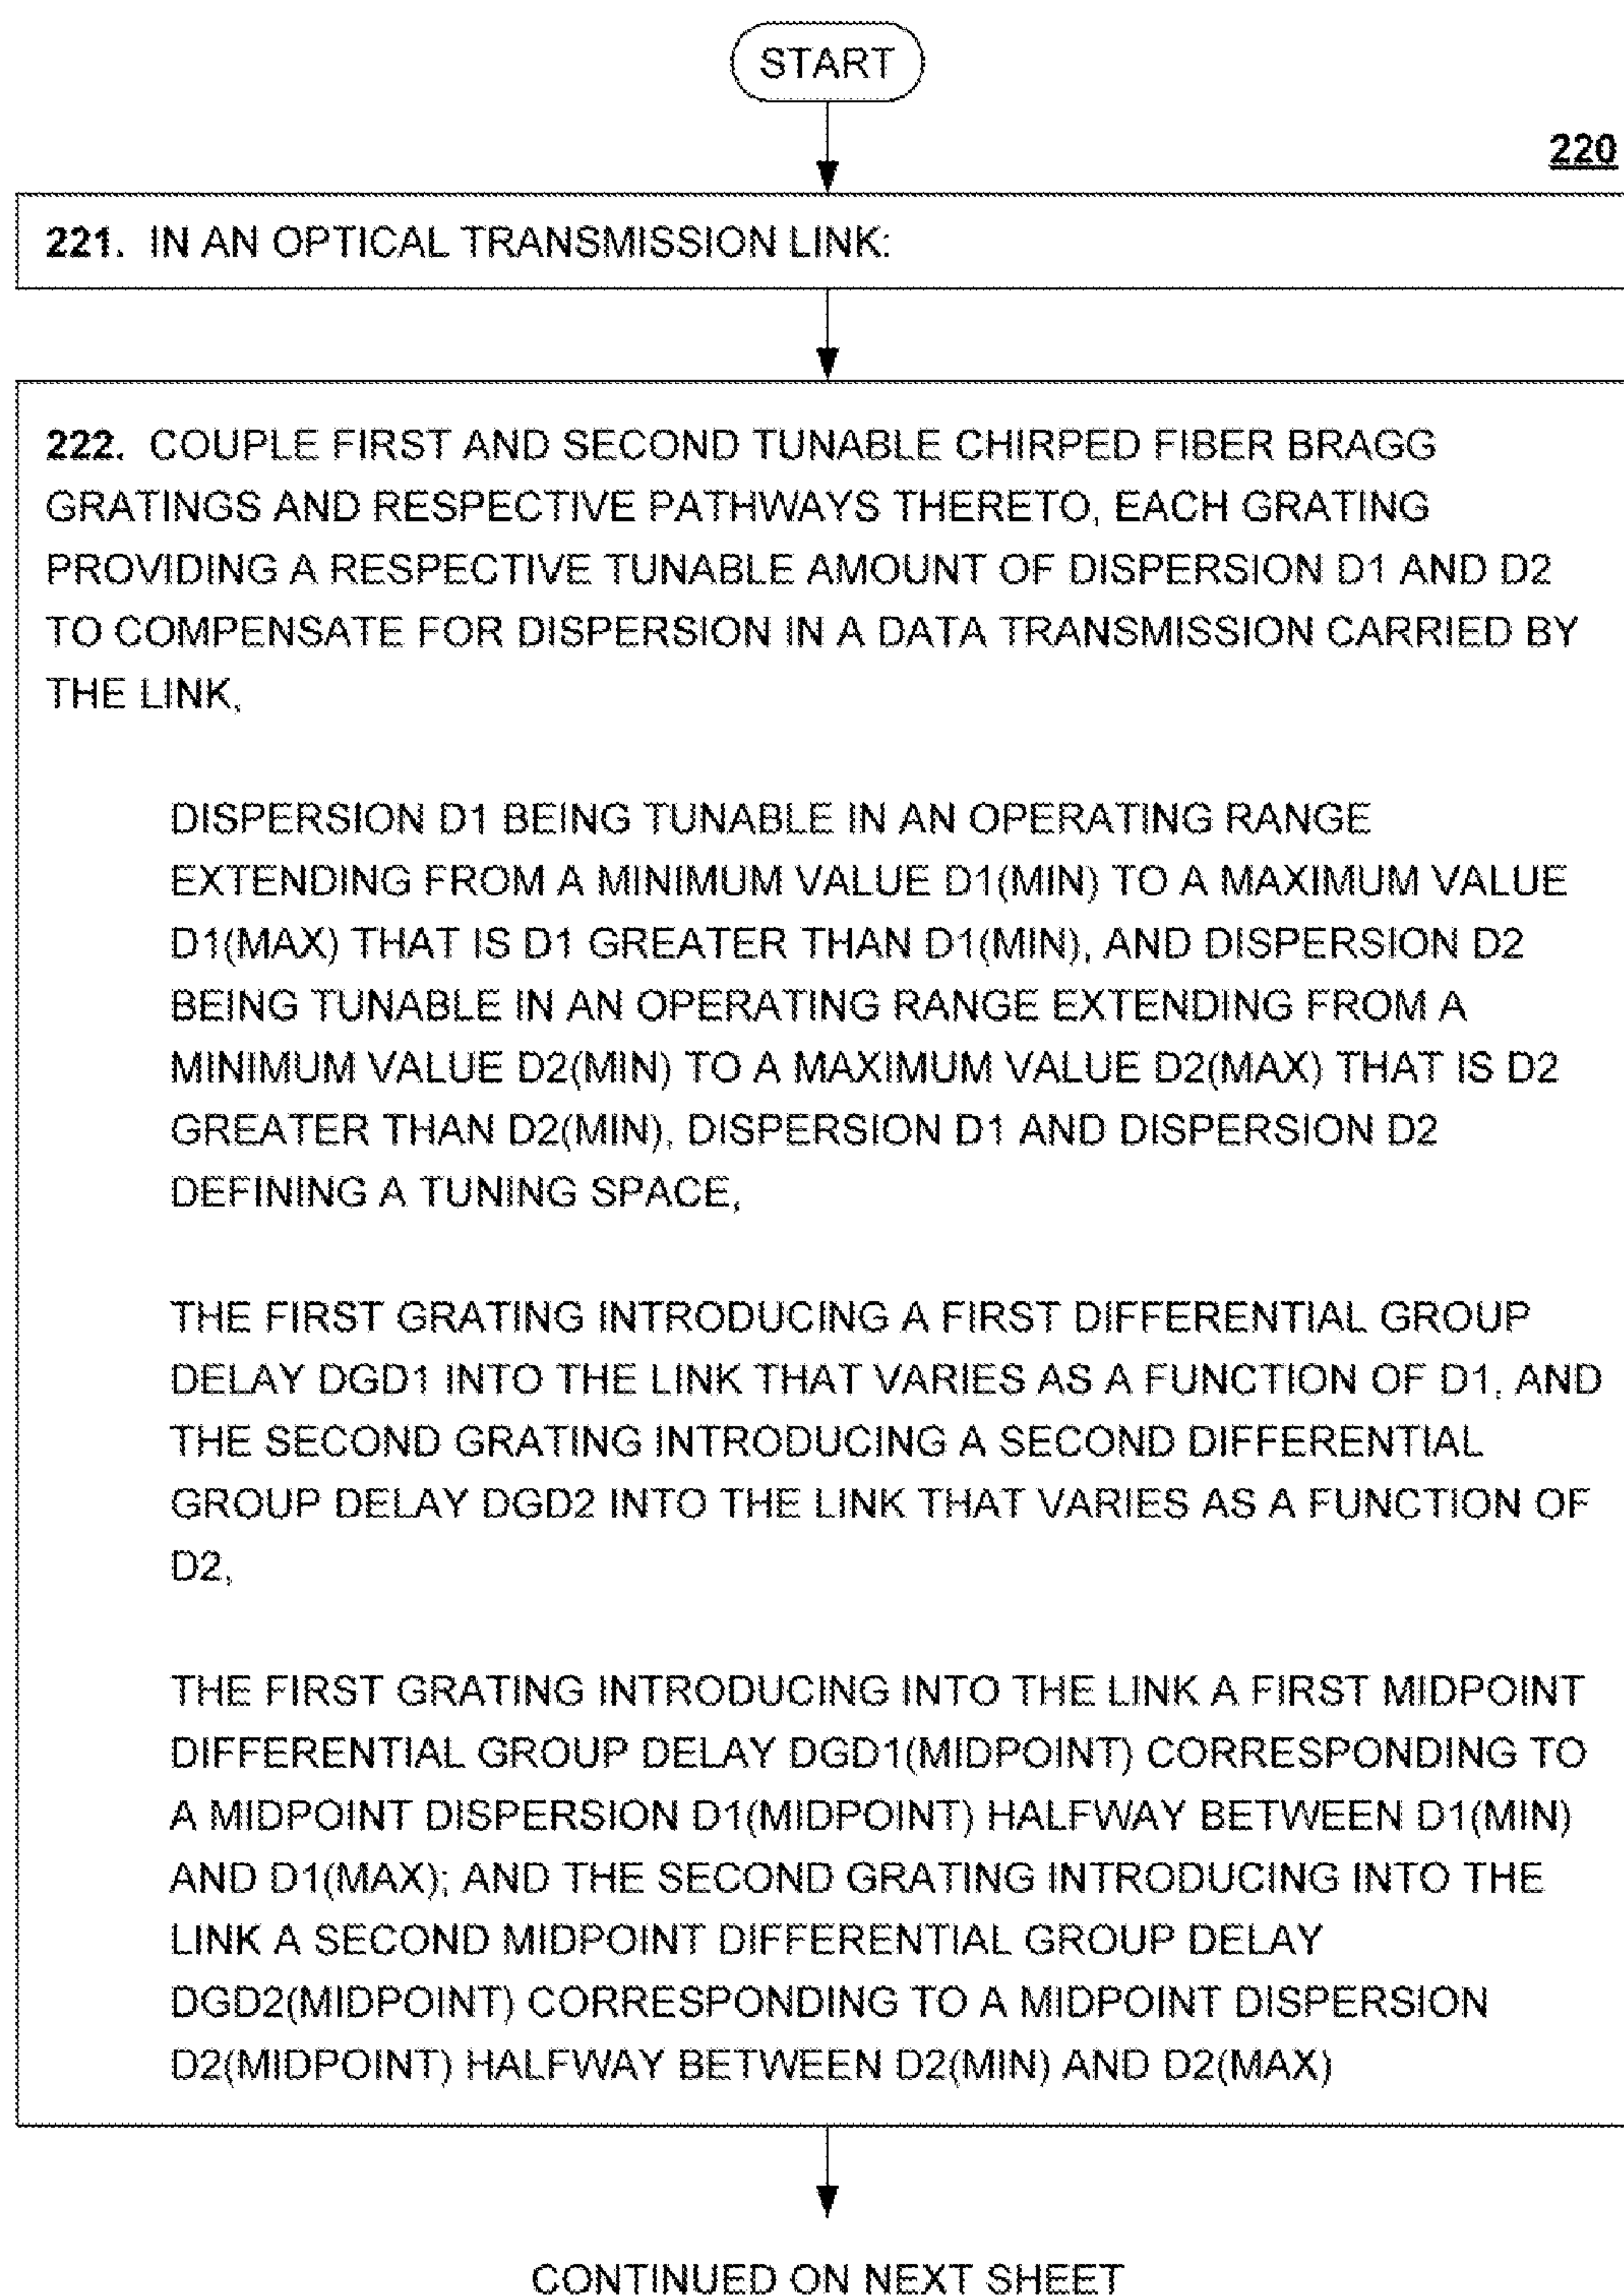 START
220
221. IN AN OPTICAL TRANSMISSION LINK:
222. COUPLE FIRST AND SECOND TUNABLE CHIRPED FIBER BRAGG
GRATINGS AND RESPECTIVE PATHWAYS THERETO, EACH GRATING
PROVIDING A RESPECTIVE TUNABLE AMOUNT OF DISPERSION D1 AND D2
TO COMPENSATE FOR DISPERSION IN A DATA TRANSMISSION CARRIED BY
THE LINK,
DISPERSION D1 BEING TUNABLE IN AN OPERATING RANGE
EXTENDING FROM A MINIMUM VALUE D1(MIN) TO A MAXIMUM VALUE
D1(MAX) THAT IS D1 GREATER THAN D1(MIN), AND DISPERSION D2
BEING TUNABLE IN AN OPERATING RANGE EXTENDING FROM A
MINIMUM VALUE D2(MIN) TO A MAXIMUM VALUE D2(MAX) THAT IS D2
GREATER THAN D2(MIN), DISPERSION D1 AND DISPERSION D2
DEFINING A TUNING SPACE,
THE FIRST GRATING INTRODUCING A FIRST DIFFERENTIAL GROUP
DELAY DGD1 INTO THE LINK THAT VARIES AS A FUNCTION OF D1, AND
THE SECOND GRATING INTRODUCING A SECOND DIFFERENTIAL
GROUP DELAY DGD2 INTO THE LINK THAT VARIES AS A FUNCTION OF
D2,
THE FIRST GRATING INTRODUCING INTO THE LINK A FIRST MIDPOINT
DIFFERENTIAL GROUP DELAY DGD1(MIDPOINT) CORRESPONDING TO
A MIDPOINT DISPERSION D1(MIDPOINT) HALFWAY BETWEEN D1(MIN)
AND D1(MAX); AND THE SECOND GRATING INTRODUCING INTO THE
LINK A SECOND MIDPOINT DIFFERENTIAL GROUP DELAY
DGD2(MIDPOINT) CORRESPONDING TO A MIDPOINT DISPERSION
D2(MIDPOINT) HALFWAY BETWEEN D2(MIN) AND D2(MAX)
CONTINUED ON NEXT SHEET